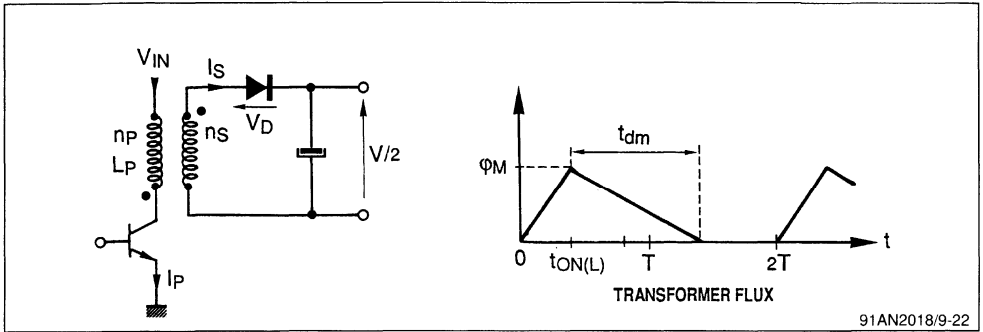 VIN
IS
VD
nP
LP
nS
V/2
IP
tdm
φM
0
tON(L)
T
2T
t
TRANSFORMER FLUX
91AN2018/9-22